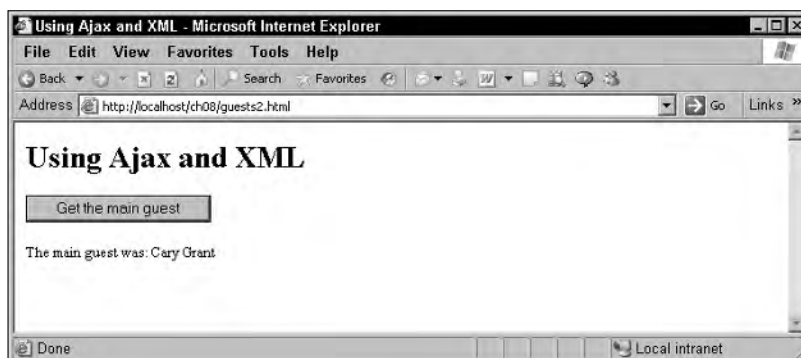 Using Ajax and XML - Microsoft Internet Explorer
File Edit View Favorites Tools Help
Back Search Favorites
Address http://localhost/ch08/guests2.html Go Links »
Using Ajax and XML
Get the main guest
The main guest was: Cary Grant
Done Local intranet